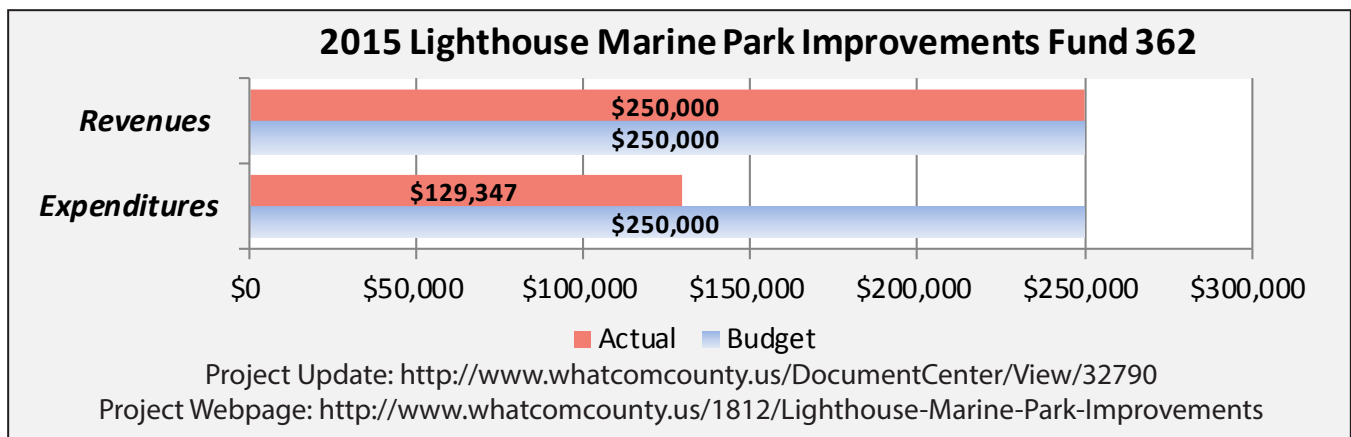 2015 Lighthouse Marine Park Improvements Fund 362
Revenues
$250,000
$250,000
Expenditures
$129,347
$250,000
$0 $50,000 $100,000 $150,000 $200,000 $250,000 $300,000
Actual Budget
Project Update: http://www.whatcomcounty.us/DocumentCenter/View/32790
Project Webpage: http://www.whatcomcounty.us/1812/Lighthouse-Marine-Park-Improvements